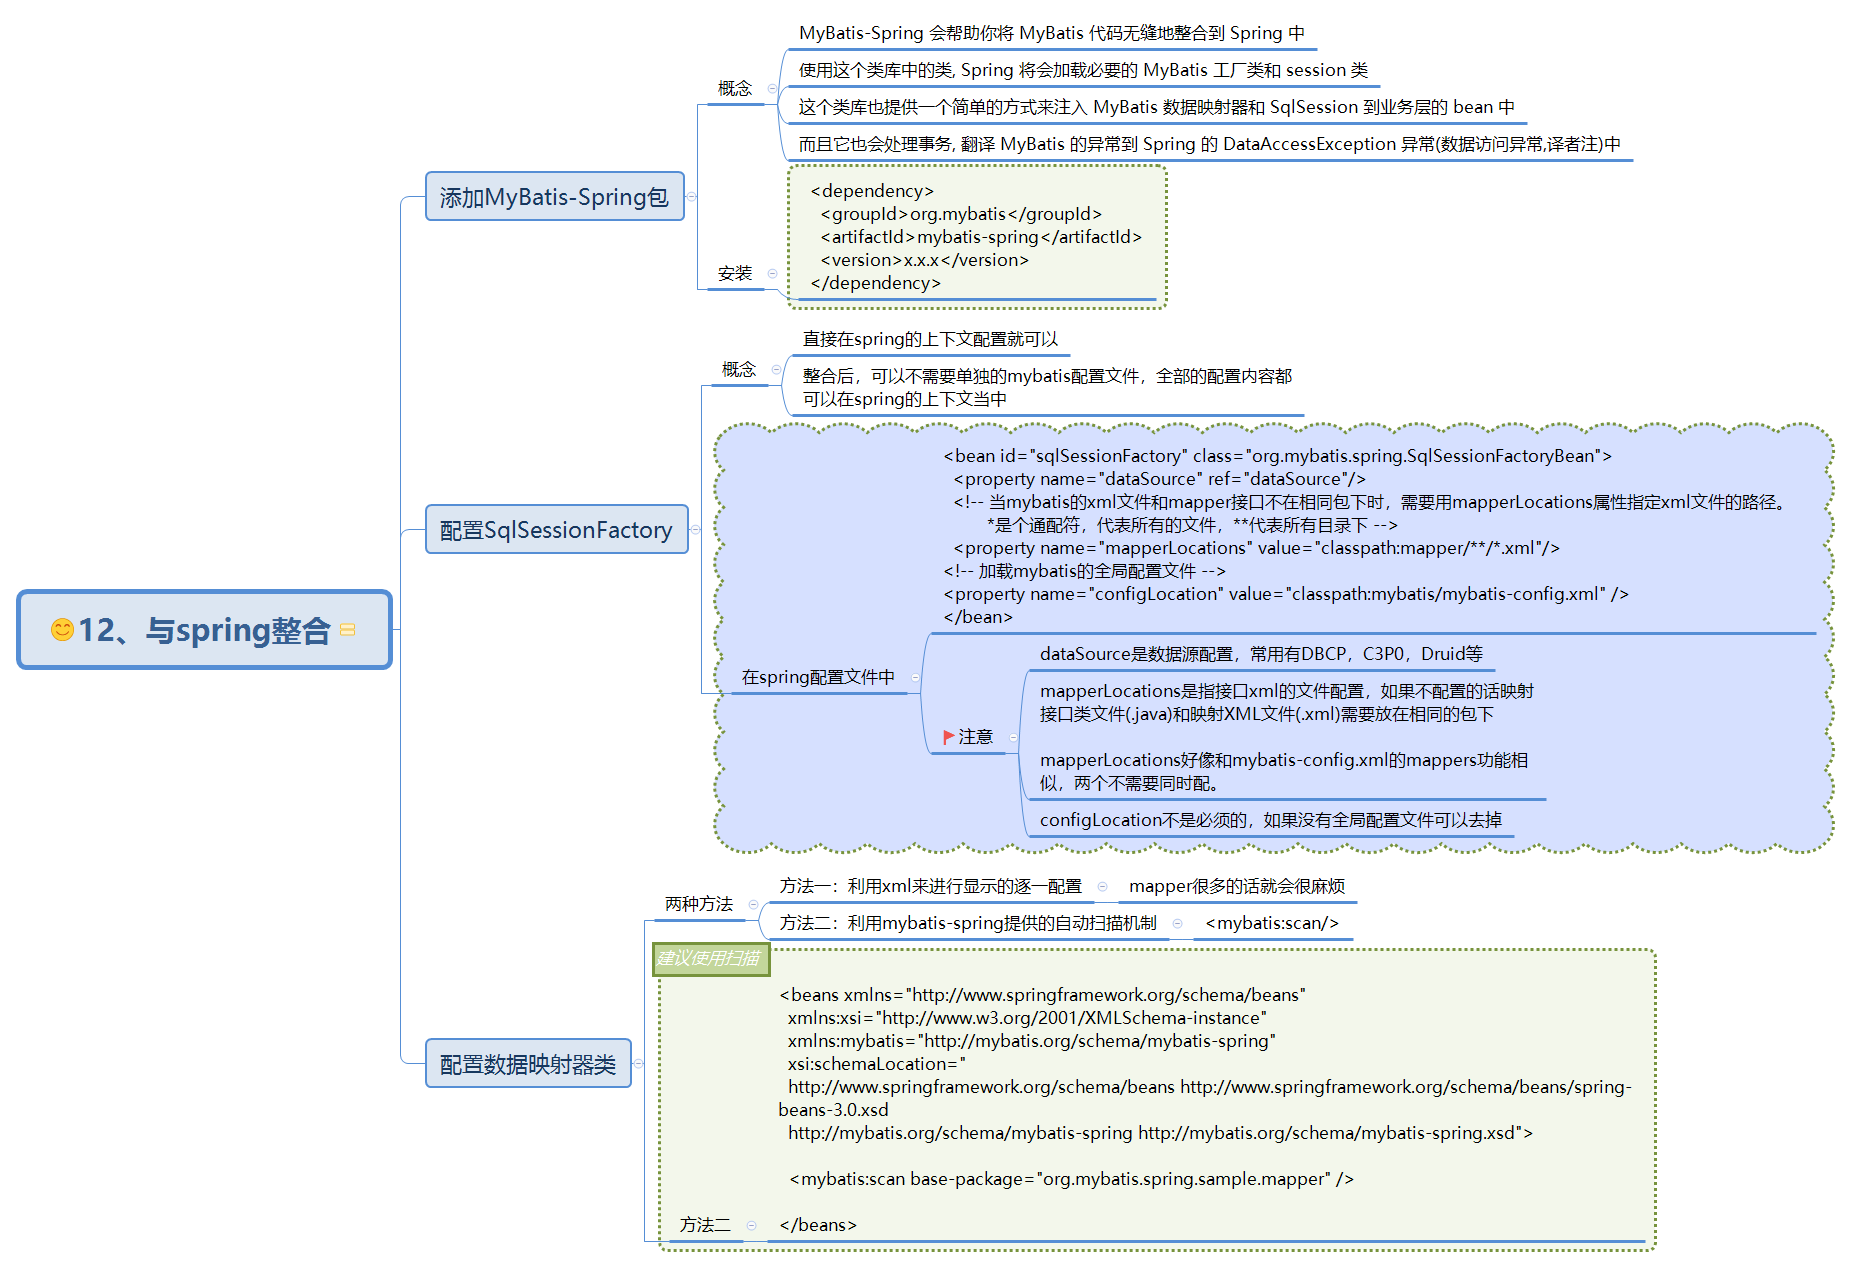 12、与spring整合
添加MyBatis-Spring包
概念
MyBatis-Spring 会帮助你将 MyBatis 代码无缝地整合到 Spring 中
使用这个类库中的类, Spring 将会加载必要的 MyBatis 工厂类和 session 类
这个类库也提供一个简单的方式来注入 MyBatis 数据映射器和 SqlSession 到业务层的 bean 中
而且它也会处理事务, 翻译 MyBatis 的异常到 Spring 的 DataAccessException 异常(数据访问异常,译者注)中
安装
<dependency>
<groupId>org.mybatis</groupId>
<artifactId>mybatis-spring</artifactId>
<version>x.x.x</version>
</dependency>
配置SqlSessionFactory
概念
直接在spring的上下文配置就可以
整合后，可以不需要单独的mybatis配置文件，全部的配置内容都
可以在spring的上下文当中
在spring配置文件中
<bean id="sqlSessionFactory" class="org.mybatis.spring.SqlSessionFactoryBean">
<property name="dataSource" ref="dataSource"/>
<!-- 当mybatis的xml文件和mapper接口不在相同包下时，需要用mapperLocations属性指定xml文件的路径。
*是个通配符，代表所有的文件，**代表所有目录下 -->
<property name="mapperLocations" value="classpath:mapper/**/*.xml"/>
<!-- 加载mybatis的全局配置文件 -->
<property name="configLocation" value="classpath:mybatis/mybatis-config.xml" />
</bean>
注意
dataSource是数据源配置，常用有DBCP，C3P0，Druid等
mapperLocations是指接口xml的文件配置，如果不配置的话映射
接口类文件(.java)和映射XML文件(.xml)需要放在相同的包下
mapperLocations好像和mybatis-config.xml的mappers功能相
似，两个不需要同时配。
configLocation不是必须的，如果没有全局配置文件可以去掉
配置数据映射器类
两种方法
方法一：利用xml来进行显示的逐一配置
mapper很多的话就会很麻烦
方法二：利用mybatis-spring提供的自动扫描机制
<mybatis:scan/>
建议使用扫描
方法二
<beans xmlns="http://www.springframework.org/schema/beans"
xmlns:xsi="http://www.w3.org/2001/XMLSchema-instance"
xmlns:mybatis="http://mybatis.org/schema/mybatis-spring"
xsi:schemaLocation="
http://www.springframework.org/schema/beans http://www.springframework.org/schema/beans/spring-
beans-3.0.xsd
http://mybatis.org/schema/mybatis-spring http://mybatis.org/schema/mybatis-spring.xsd">
<mybatis:scan base-package="org.mybatis.spring.sample.mapper" />
</beans>